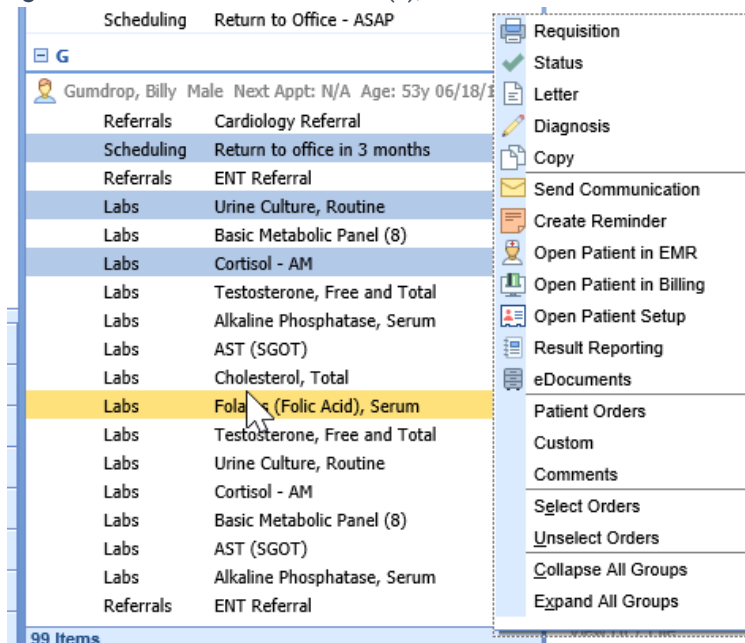 Scheduling Return to Office - ASAP
G
Gumdrop, Billy Male Next Appt: N/A Age: 53y 06/18/1
Referrals Cardiology Referral
Scheduling Return to office in 3 months
Referrals ENT Referral
Labs Urine Culture, Routine
Labs Basic Metabolic Panel (8)
Labs Cortisol - AM
Labs Testosterone, Free and Total
Labs Alkaline Phosphatase, Serum
Labs AST (SGOT)
Labs Cholesterol, Total
Labs (Folic Acid), Serum
Labs Testosterone, Free and Total
Labs Urine Culture, Routine
Labs Cortisol - AM
Labs Basic Metabolic Panel (8)
Labs AST (SGOT)
Labs Alkaline Phosphatase, Serum
Referrals ENT Referral
99 Items
Requisition
Status
Letter
Diagnosis
Copy
Send Communication
Create Reminder
Open Patient in EMR
Open Patient in Billing
Open Patient Setup
Result Reporting
eDocuments
Patient Orders
Custom
Comments
Select Orders
Unselect Orders
Collapse All Groups
Expand All Groups